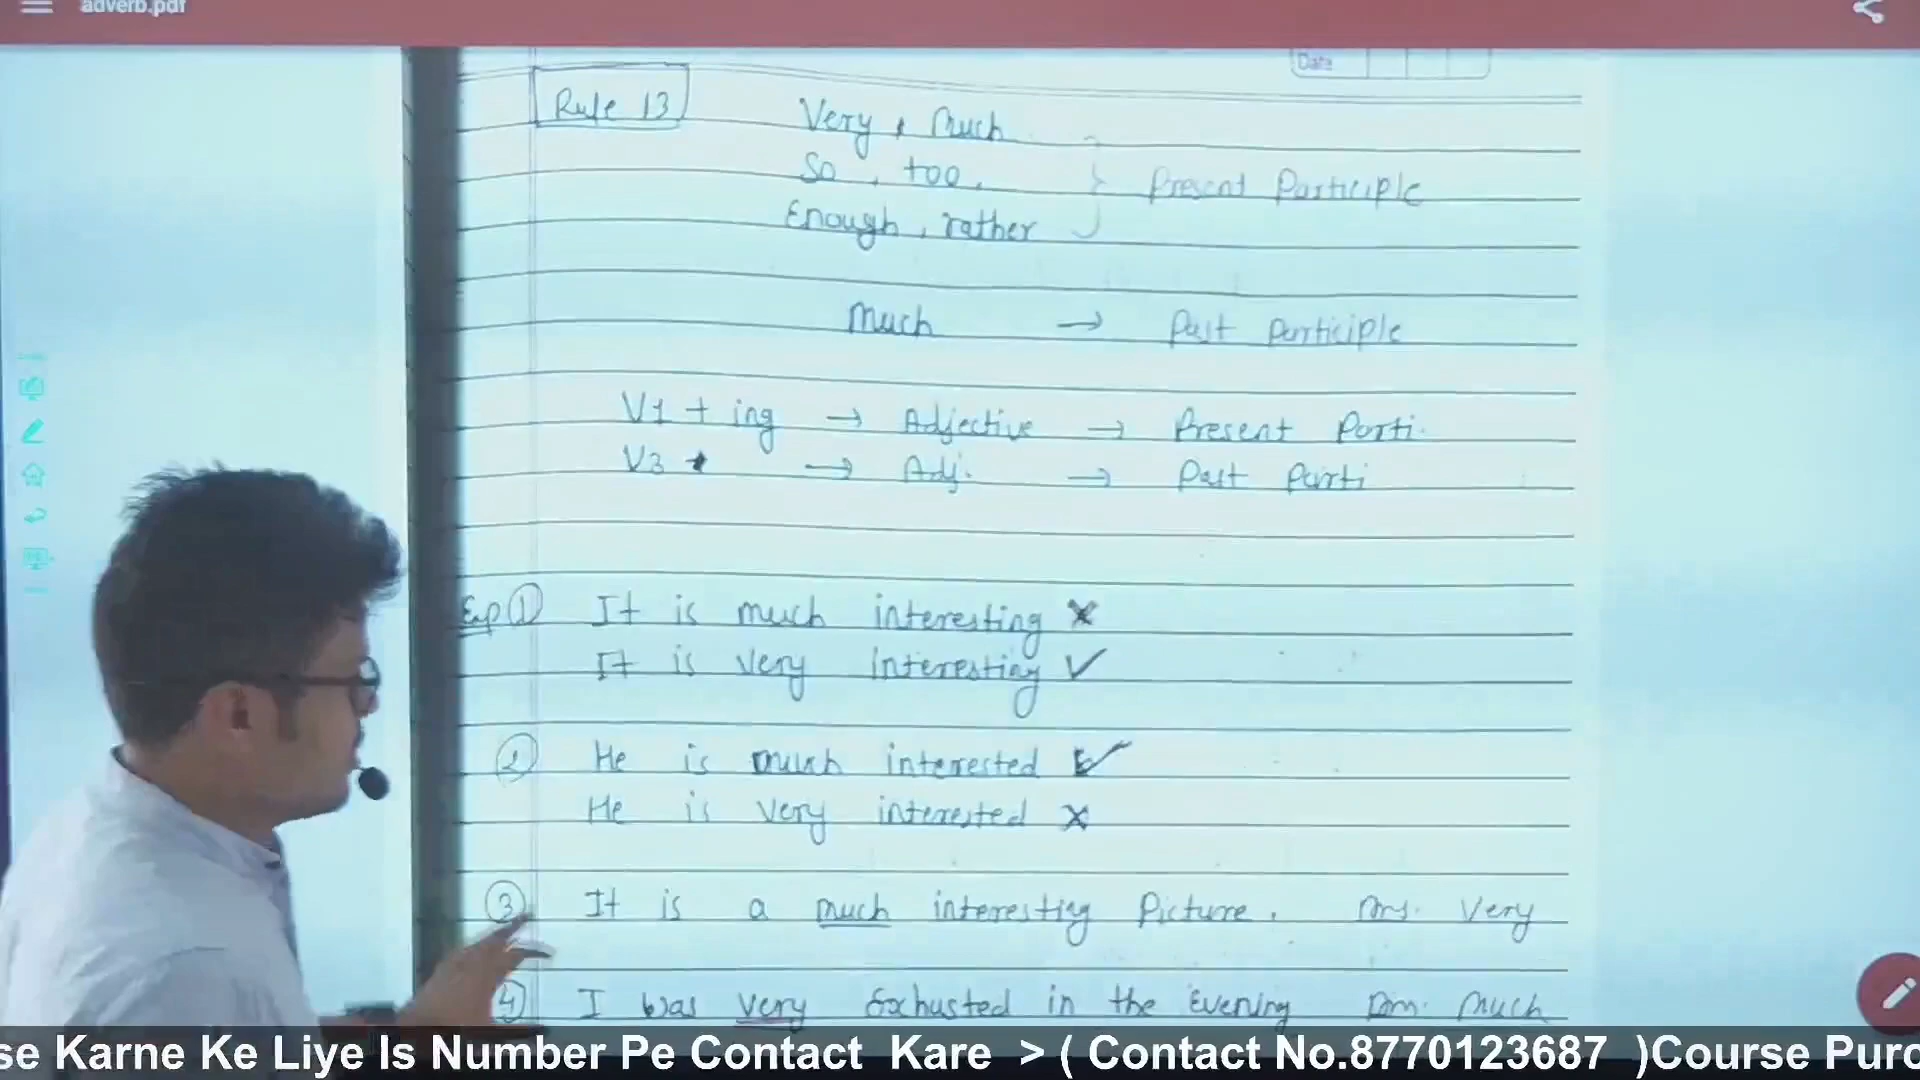 adverb.pdf
Date
Rule 13
Very, Much
So, too,
Enough, rather
Present Participle
Much → Past Participle
V1 + ing → Adjective → Present Parti.
V3 → Adj. → Past Parti
Exp ① It is much interesting ×
It is very interesting ✓
② He is much interested ✓
He is very interested ×
③ It is a much interesting Picture. Ans. Very
④ I was very Exhusted in the Evening Ans. Much
se Karne Ke Liye Is Number Pe Contact Kare > ( Contact No.8770123687 )Course Purc